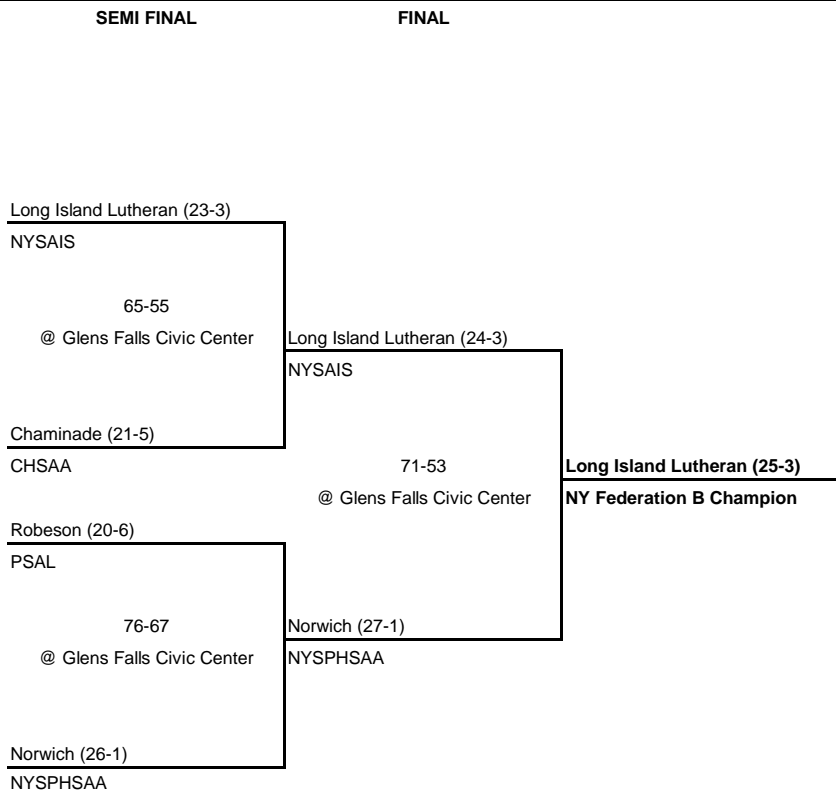 SEMI FINAL FINAL
Long Island Lutheran (23-3)
NYSAIS
65-55
@ Glens Falls Civic Center
Long Island Lutheran (24-3)
NYSAIS
Chaminade (21-5)
CHSAA
71-53
@ Glens Falls Civic Center
Long Island Lutheran (25-3)
NY Federation B Champion
Robeson (20-6)
PSAL
76-67
@ Glens Falls Civic Center
Norwich (27-1)
NYSPHSAA
Norwich (26-1)
NYSPHSAA